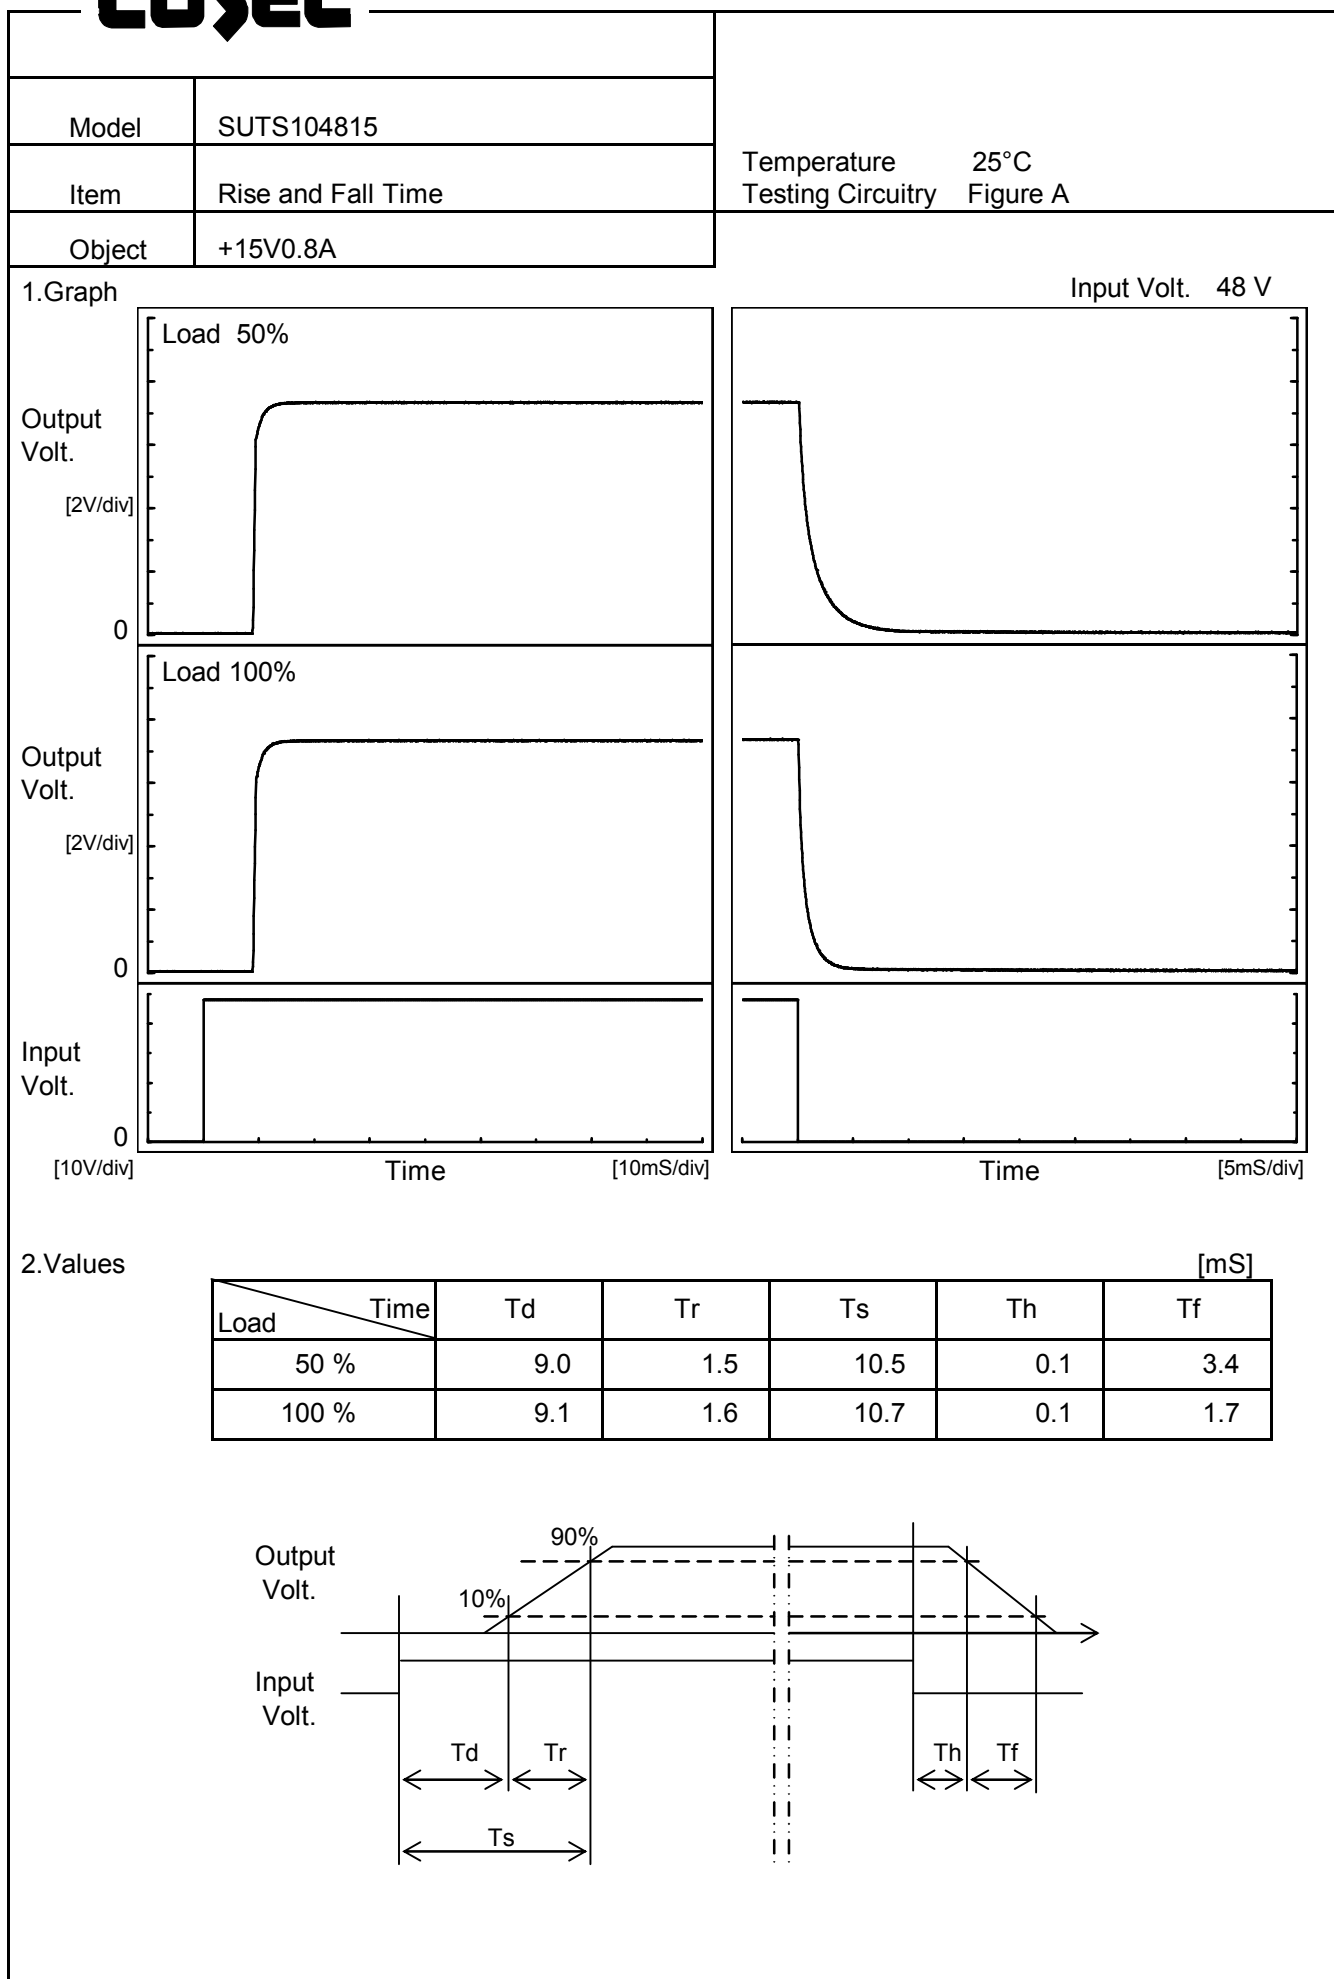 COSEL
Model SUTS104815
Item Rise and Fall Time
Temperature 25°C
Testing Circuitry Figure A
Object +15V0.8A
1.Graph
Input Volt. 48 V
Load 50%
Output
Volt.
[2V/div]
0
Load 100%
Output
Volt.
[2V/div]
0
Input
Volt.
0
[10V/div] Time [10mS/div] Time [5mS/div]
2.Values [mS]
Time
Load Td Tr Ts Th Tf
50 % 9.0 1.5 10.5 0.1 3.4
100 % 9.1 1.6 10.7 0.1 1.7
90%
Output
Volt.
10%
Input
Volt.
Td Tr Th Tf
Ts